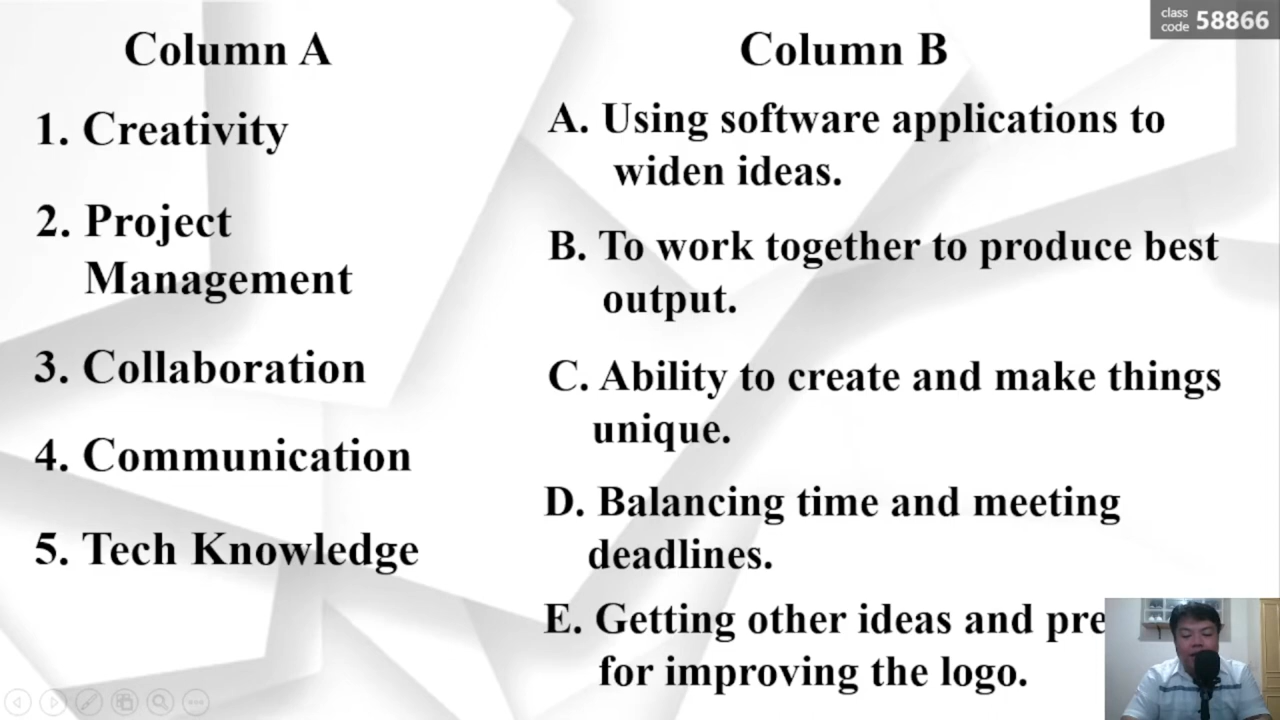 class
code 58866
Column A
1. Creativity
2. Project
Management
3. Collaboration
4. Communication
5. Tech Knowledge
Column B
A. Using software applications to
widen ideas.
B. To work together to produce best
output.
C. Ability to create and make things
unique.
D. Balancing time and meeting
deadlines.
E. Getting other ideas and
for improving the logo.